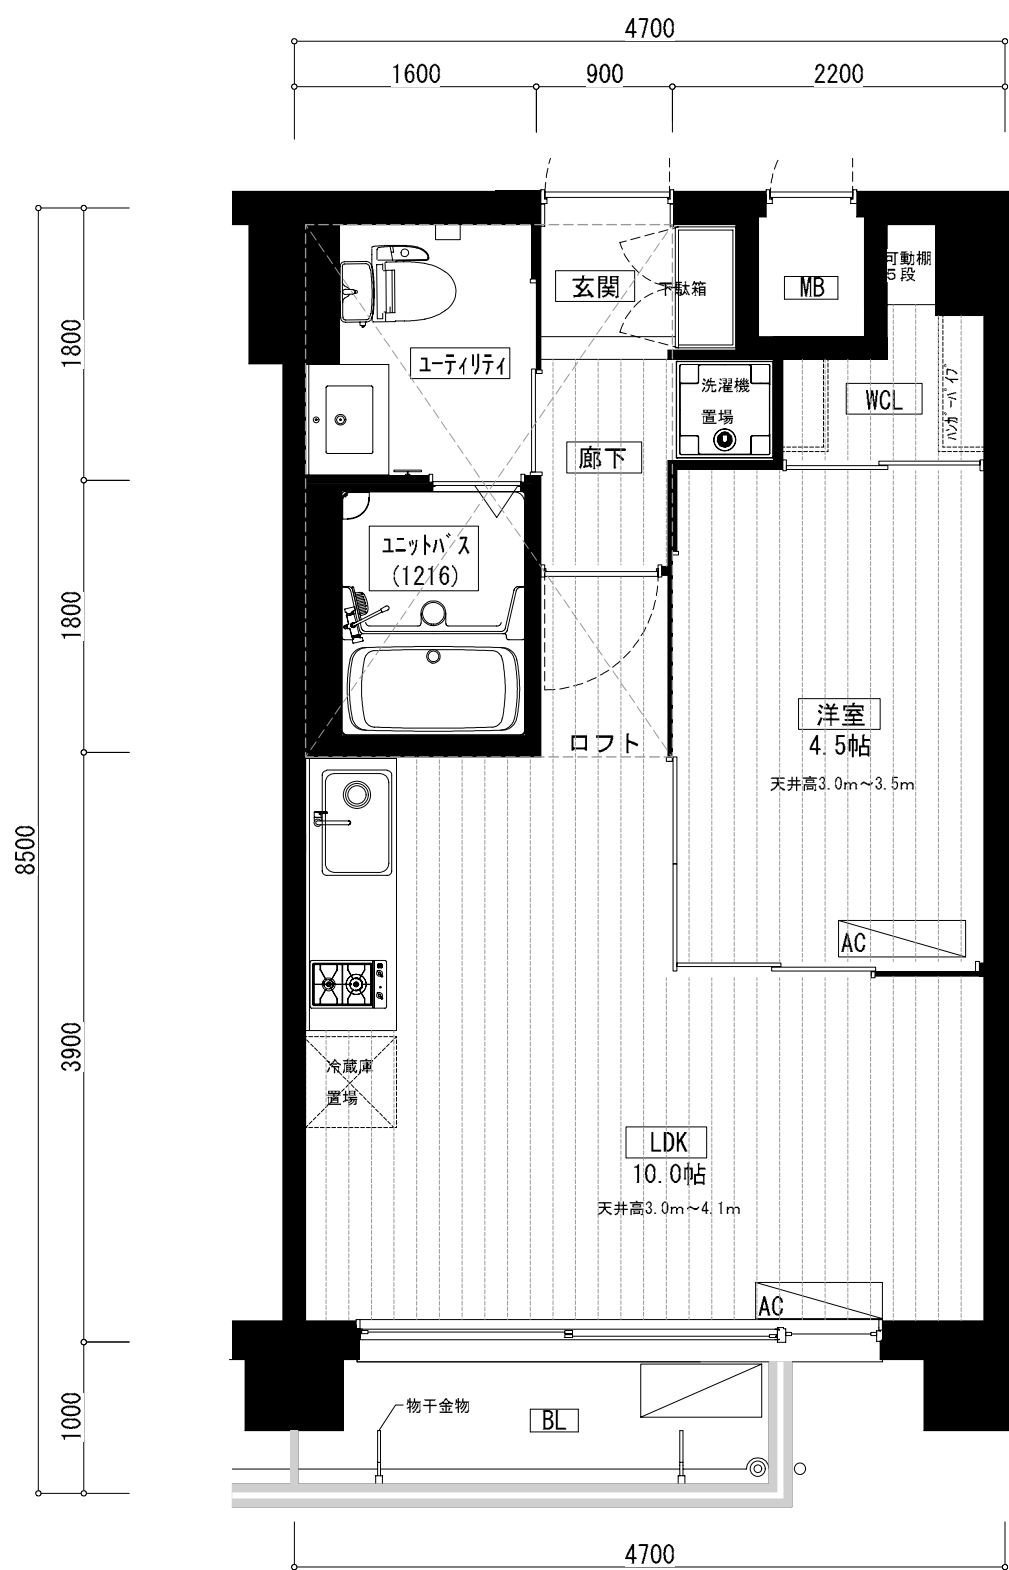 4700
1600
900
2200
可動棚
5段
玄関
下駄箱
MB
1800
ユーティリティ
洗濯機
置場
WCL
ハンガーパイプ
廊下
ユニットバス
(1216)
1800
洋室
4.5帖
天井高3.0m～3.5m
ロフト
8500
AC
3900
冷蔵庫
置場
LDK
10.0帖
天井高3.0m～4.1m
AC
1000
物干金物
BL
4700